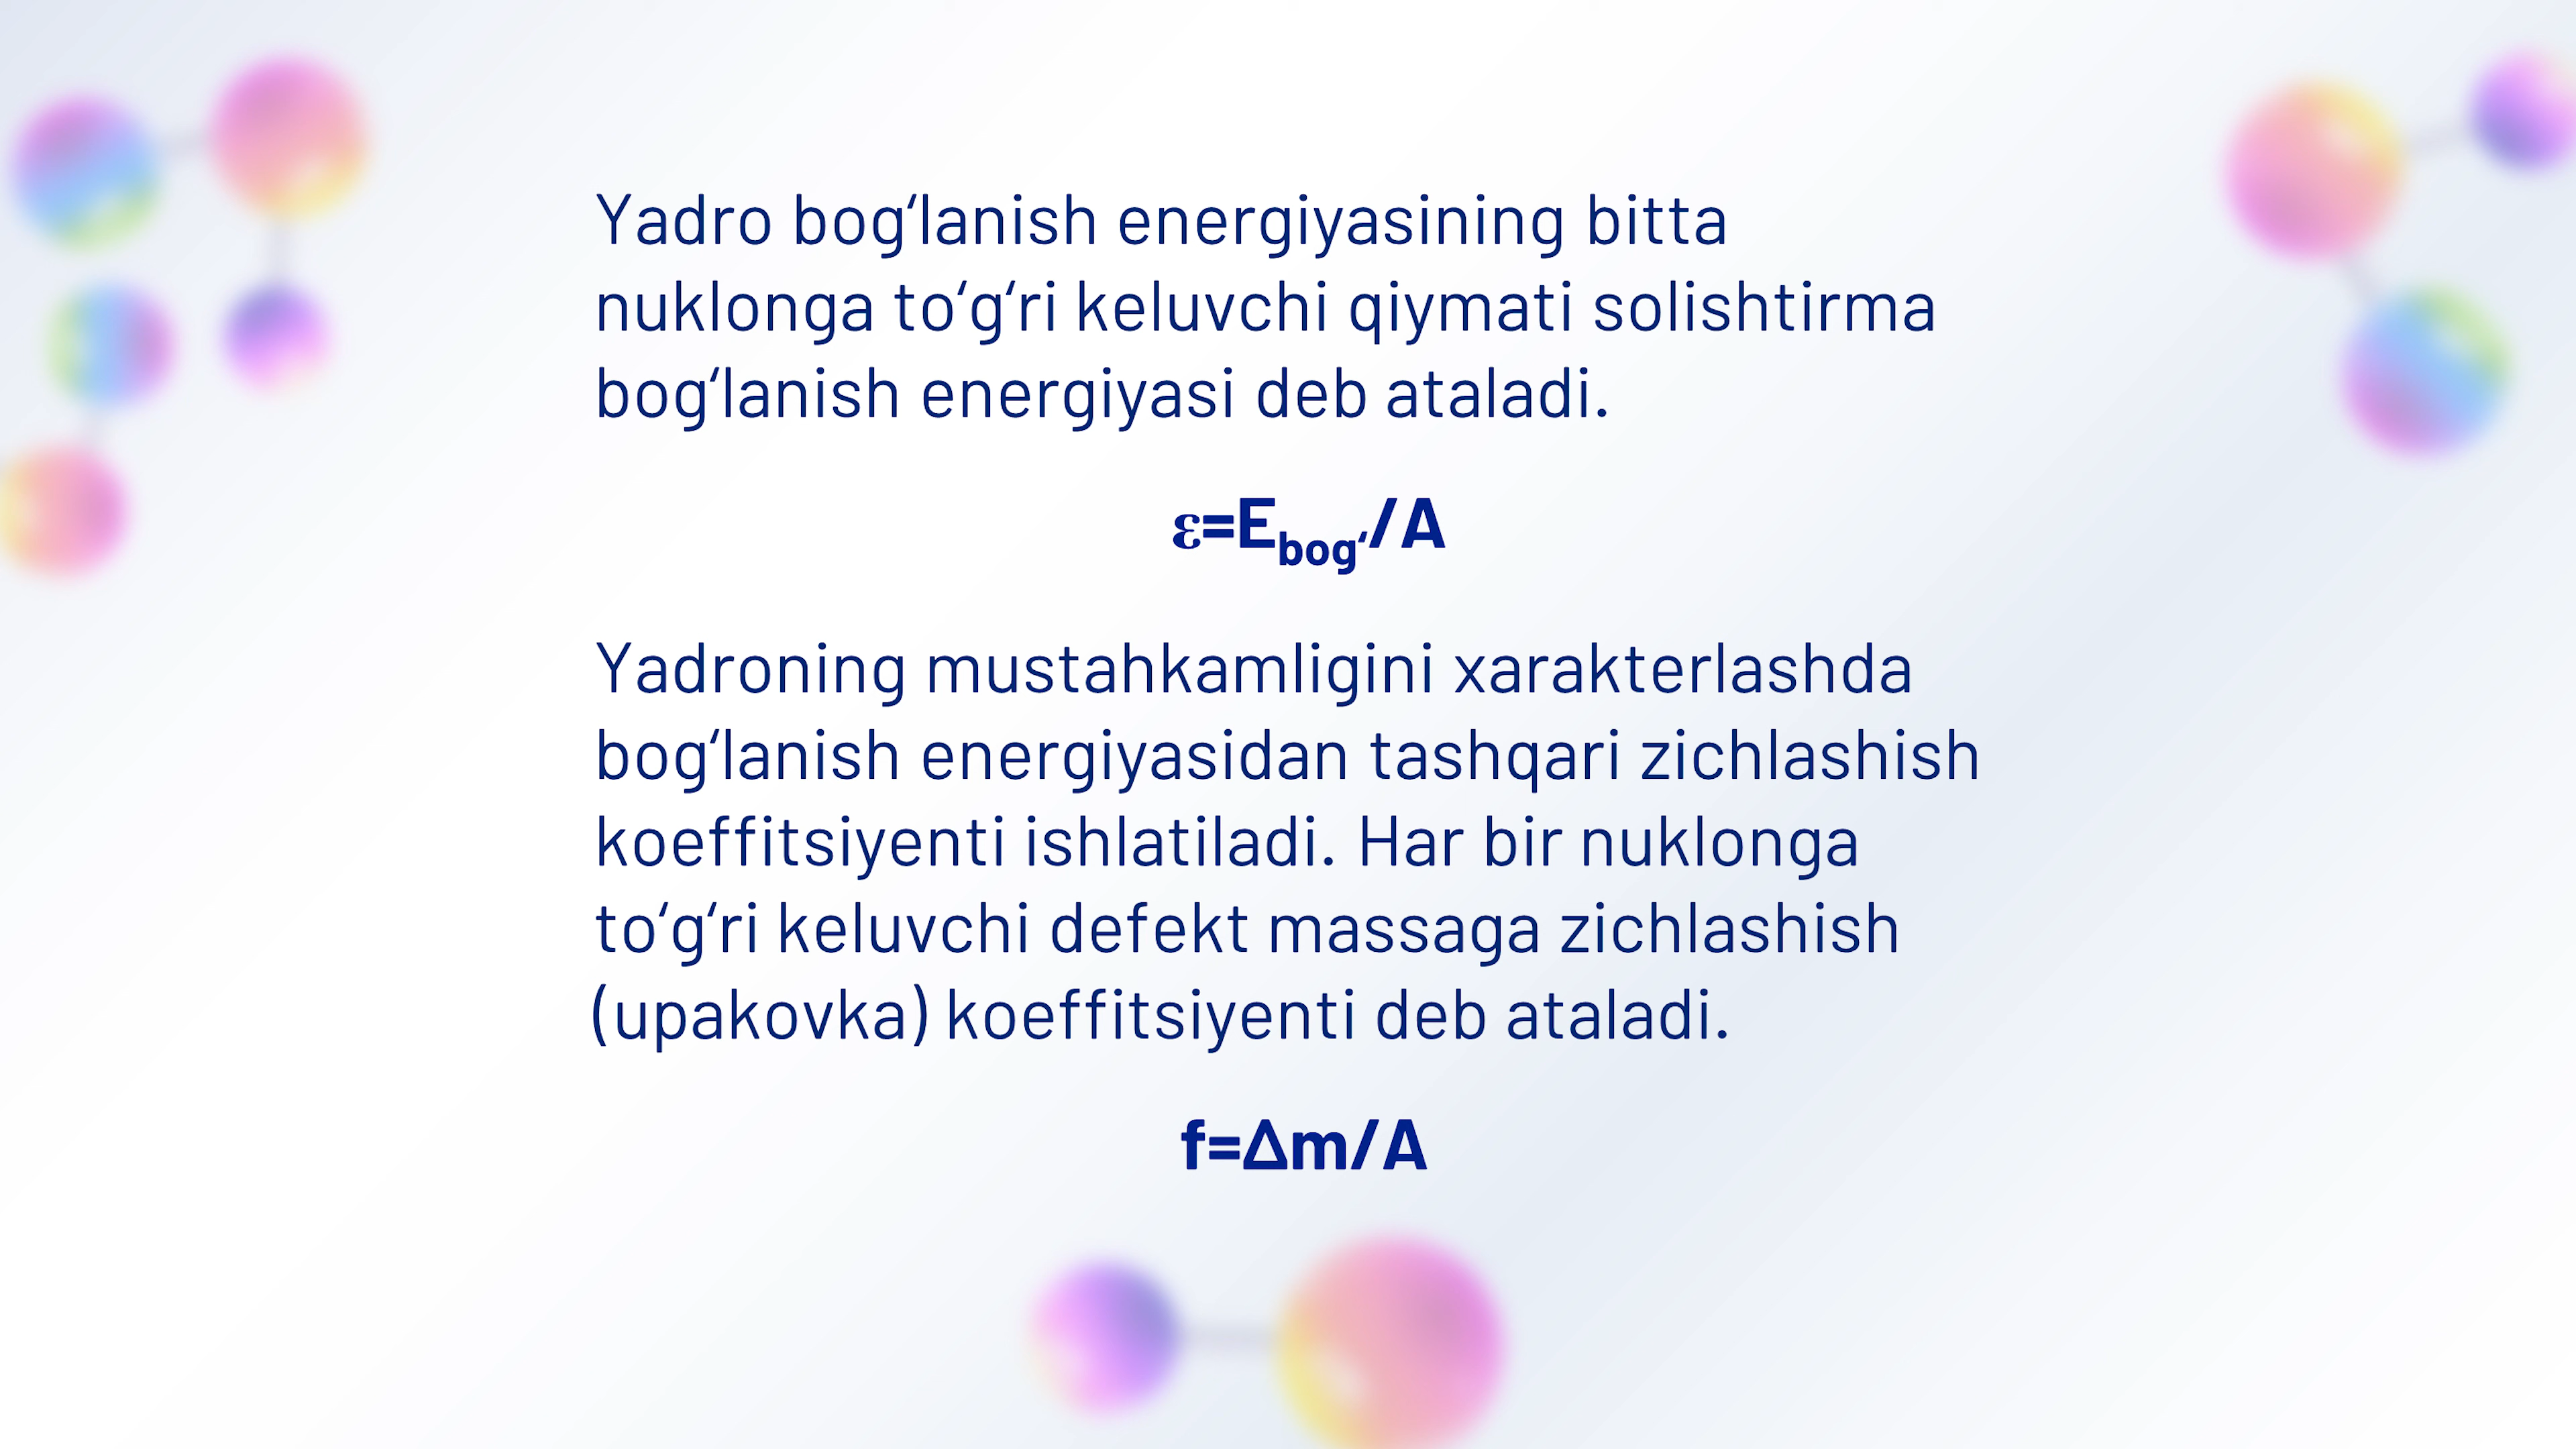 Yadro bog‘lanish energiyasining bitta
nuklonga to‘g‘ri keluvchi qiymati solishtirma
bog‘lanish energiyasi deb ataladi.
ε=Ebog‘/A
Yadroning mustahkamligini xarakterlashda
bog‘lanish energiyasidan tashqari zichlashish
koeffitsiyenti ishlatiladi. Har bir nuklonga
to‘g‘ri keluvchi defekt massaga zichlashish
(upakovka) koeffitsiyenti deb ataladi.
f=Δm/A